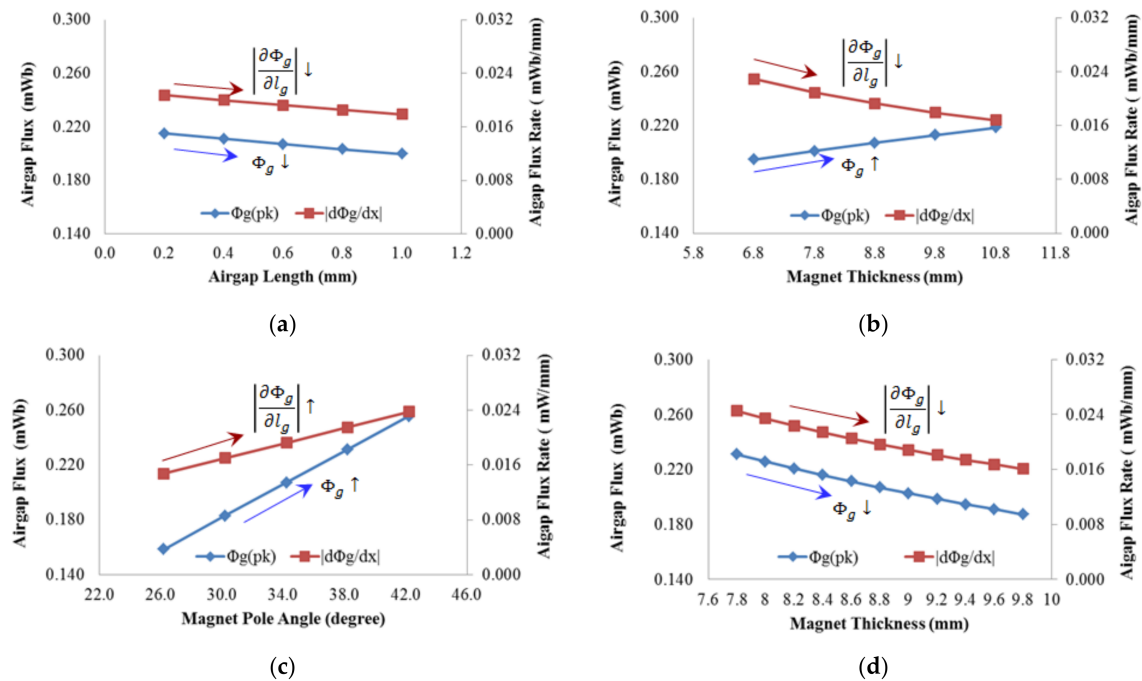 0.300
0.260
0.220
0.180
0.140
Airgap Flux (mWb)
|∂Φg/∂lg| ↓
Φg ↓
Φg(pk) |dΦg/dx|
0.2 0.4 0.6 0.8 1.0 1.2
Airgap Length (mm)
0.032
0.024
0.016
0.008
0.000
Aigap Flux Rate ( mWb/mm)
(a)
0.300
0.260
0.220
0.180
0.140
Airgap Flux (mWb)
|∂Φg/∂lg| ↓
Φg ↑
Φg(pk) |dΦg/dx|
5.8 6.8 7.8 8.8 9.8 10.8 11.8
Magnet Thickness (mm)
0.032
0.024
0.016
0.008
0.000
Aigap Flux Rate ( mWb/mm)
(b)
0.300
0.260
0.220
0.180
0.140
Airgap Flux (mWb)
|∂Φg/∂lg| ↑
Φg ↑
Φg(pk) |dΦg/dx|
22.0 26.0 30.0 34.0 38.0 42.0 46.0
Magnet Pole Angle (degree)
0.032
0.024
0.016
0.008
0.000
Aigap Flux Rate ( mW/mm)
(c)
0.300
0.260
0.220
0.180
0.140
Airgap Flux (mWb)
|∂Φg/∂lg| ↓
Φg ↓
Φg(pk) |dΦg/dx|
7.6 7.8 8 8.2 8.4 8.6 8.8 9 9.2 9.4 9.6 9.8 10
Magnet Thickness (mm)
0.032
0.024
0.016
0.008
0.000
Aigap Flux Rate ( mWb/mm)
(d)